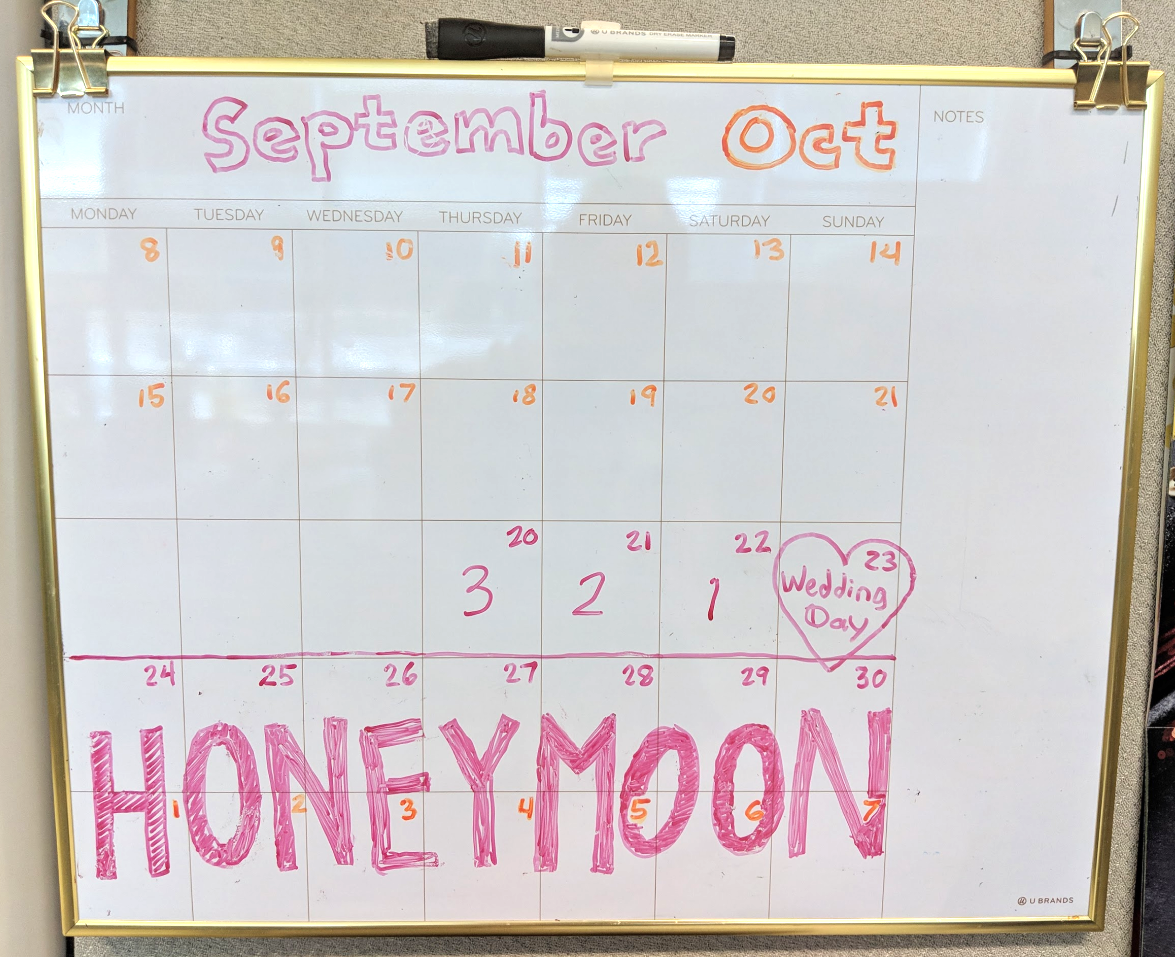 U BRANDS DRY ERASE MARKER
MONTH
September Oct
NOTES
MONDAY TUESDAY WEDNESDAY THURSDAY FRIDAY SATURDAY SUNDAY
8 9 10 11 12 13 14
15 16 17 18 19 20 21
20 21 22 23
3 2 1 Wedding
Day
24 25 26 27 28 29 30
HONEYMOON
1 2 3 4 5 6 7
U BRANDS